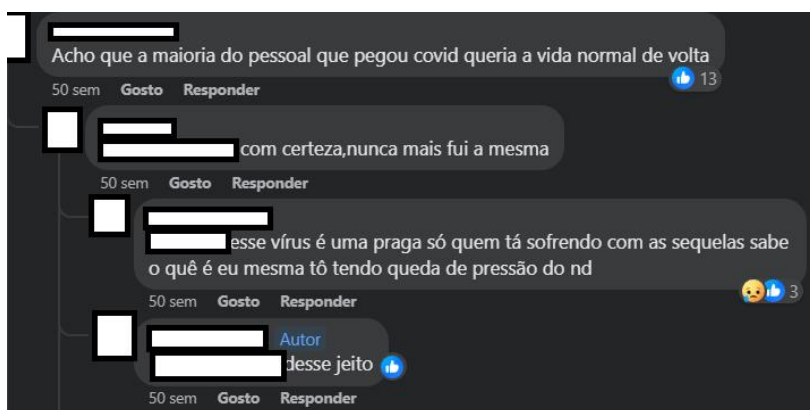 Acho que a maioria do pessoal que pegou covid queria a vida normal de volta
13
50 sem Gosto Responder
com certeza,nunca mais fui a mesma
50 sem Gosto Responder
esse vírus é uma praga só quem tá sofrendo com as sequelas sabe
o quê é eu mesma tô tendo queda de pressão do nd
3
50 sem Gosto Responder
Autor
desse jeito
50 sem Gosto Responder